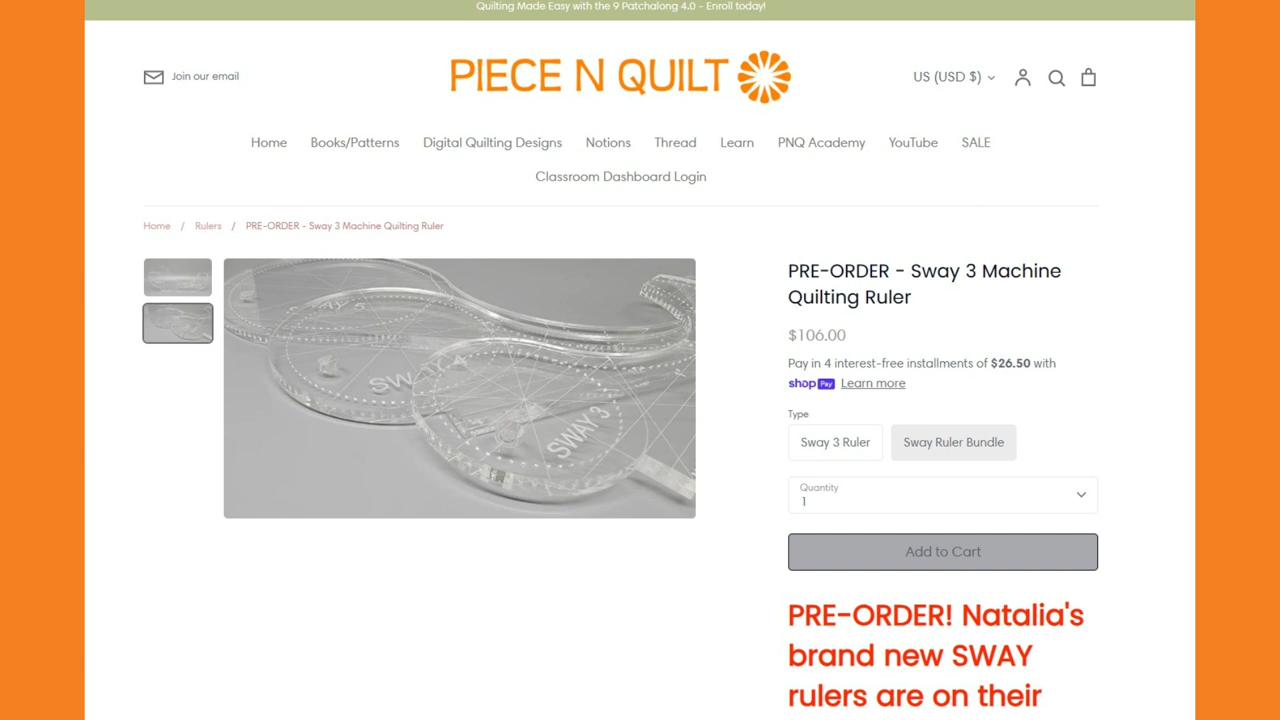 Quilting Made Easy with the 9 Patchalong 4.0 - Enroll today!
Join our email
PIECE N QUILT
US (USD $)
Home Books/Patterns Digital Quilting Designs Notions Thread Learn PNQ Academy YouTube SALE
Classroom Dashboard Login
Home / Rulers / PRE-ORDER - Sway 3 Machine Quilting Ruler
SWAY 5
SWAY 4
SWAY 3
PRE-ORDER - Sway 3 Machine
Quilting Ruler
$106.00
Pay in 4 interest-free installments of $26.50 with
shop Pay Learn more
Type
Sway 3 Ruler Sway Ruler Bundle
Quantity
1
Add to Cart
PRE-ORDER! Natalia's
brand new SWAY
rulers are on their